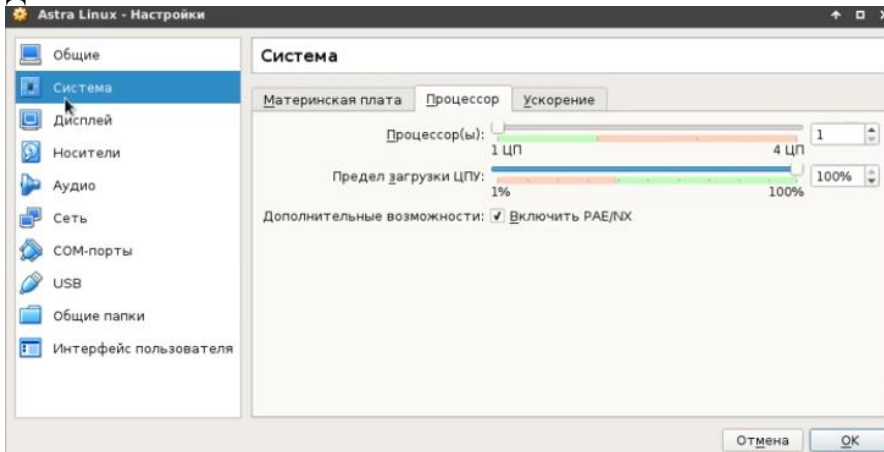 Astra Linux - Настройки
Общие
Система
Дисплей
Носители
Аудио
Сеть
COM-порты
USB
Общие папки
Интерфейс пользователя
Система
Материнская плата Процессор Ускорение
Процессор(ы): 1
1 ЦП 4 ЦП
Предел загрузки ЦПУ: 100%
1% 100%
Дополнительные возможности: Включить PAE/NX
Отмена OK